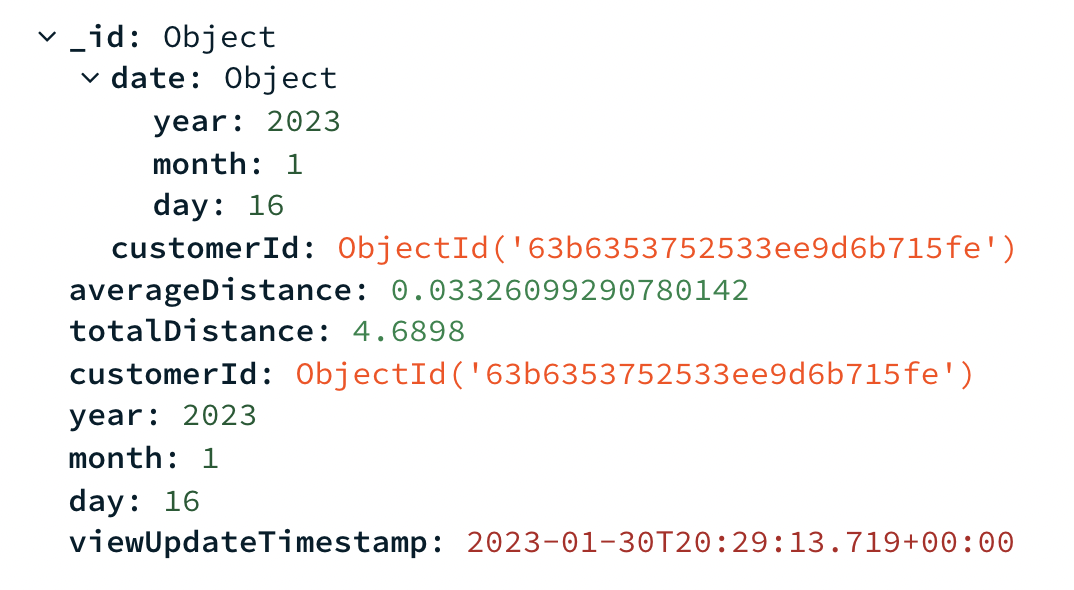 _id: Object
date: Object
year: 2023
month: 1
day: 16
customerId: ObjectId('63b6353752533ee9d6b715fe')
averageDistance: 0.03326099290780142
totalDistance: 4.6898
customerId: ObjectId('63b6353752533ee9d6b715fe')
year: 2023
month: 1
day: 16
viewUpdateTimestamp: 2023-01-30T20:29:13.719+00:00